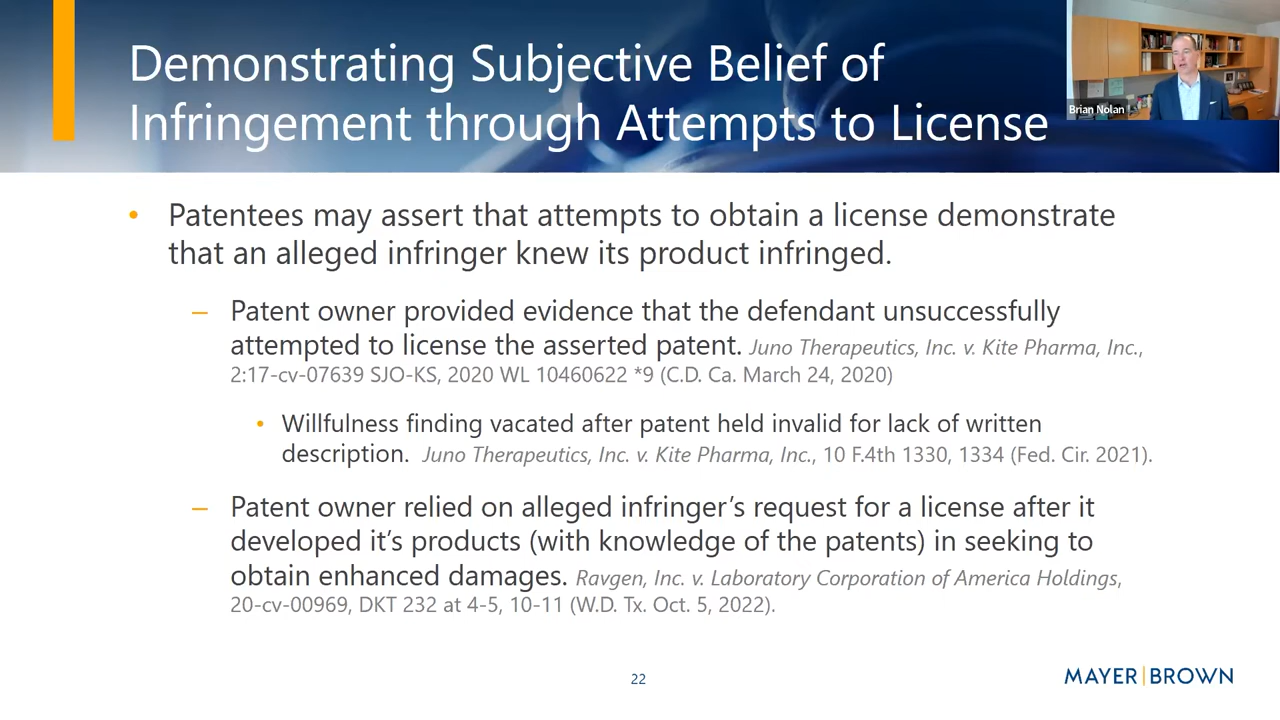 Demonstrating Subjective Belief of
Infringement through Attempts to License
Brian Nolan
• Patentees may assert that attempts to obtain a license demonstrate
that an alleged infringer knew its product infringed.
– Patent owner provided evidence that the defendant unsuccessfully
attempted to license the asserted patent. Juno Therapeutics, Inc. v. Kite Pharma, Inc.,
2:17-cv-07639 SJO-KS, 2020 WL 10460622 *9 (C.D. Ca. March 24, 2020)
• Willfulness finding vacated after patent held invalid for lack of written
description. Juno Therapeutics, Inc. v. Kite Pharma, Inc., 10 F.4th 1330, 1334 (Fed. Cir. 2021).
– Patent owner relied on alleged infringer’s request for a license after it
developed it’s products (with knowledge of the patents) in seeking to
obtain enhanced damages. Ravgen, Inc. v. Laboratory Corporation of America Holdings,
20-cv-00969, DKT 232 at 4-5, 10-11 (W.D. Tx. Oct. 5, 2022).
22
MAYER|BROWN